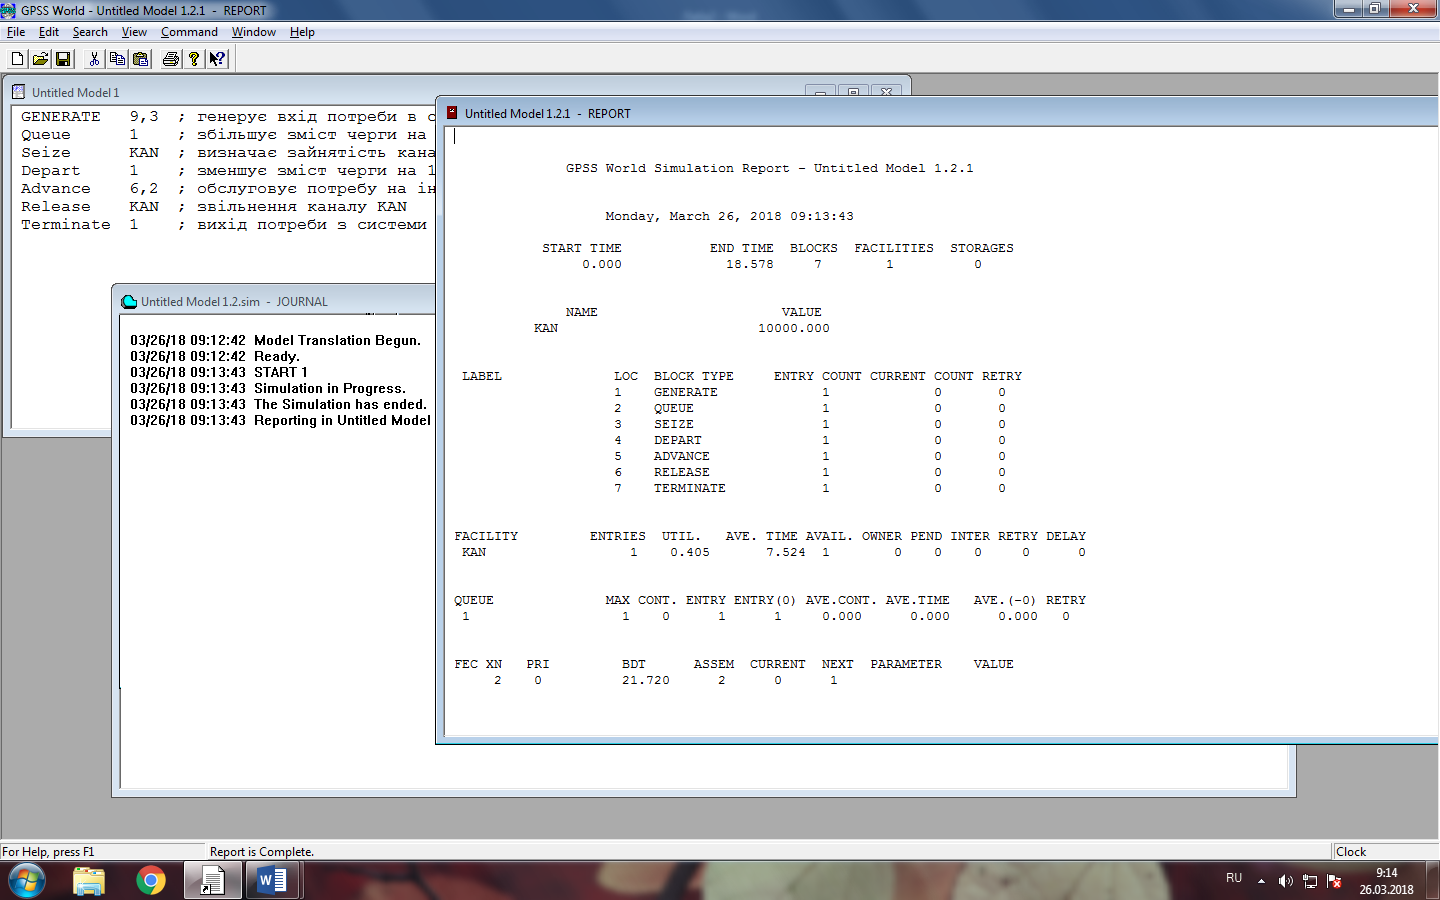 GPSS World - Untitled Model 1.2.1 - REPORT
File Edit Search View Command Window Help
Untitled Model 1
GENERATE 9,3 ; генерує вхід потреби в с
Queue 1 ; збільшує зміст черги на
Seize KAN ; визначає зайнятість кана
Depart 1 ; зменшує зміст черги на 1
Advance 6,2 ; обслуговує потребу на ін
Release KAN ; звільнення каналу KAN
Terminate 1 ; вихід потреби з системи
Untitled Model 1.2.sim - JOURNAL
03/26/18 09:12:42 Model Translation Begun.
03/26/18 09:12:42 Ready.
03/26/18 09:13:43 START 1
03/26/18 09:13:43 Simulation in Progress.
03/26/18 09:13:43 The Simulation has ended.
03/26/18 09:13:43 Reporting in Untitled Model
Untitled Model 1.2.1 - REPORT
GPSS World Simulation Report - Untitled Model 1.2.1
Monday, March 26, 2018 09:13:43
START TIME END TIME BLOCKS FACILITIES STORAGES
0.000 18.578 7 1 0
NAME VALUE
KAN 10000.000
LABEL LOC BLOCK TYPE ENTRY COUNT CURRENT COUNT RETRY
1 GENERATE 1 0 0
2 QUEUE 1 0 0
3 SEIZE 1 0 0
4 DEPART 1 0 0
5 ADVANCE 1 0 0
6 RELEASE 1 0 0
7 TERMINATE 1 0 0
FACILITY ENTRIES UTIL. AVE. TIME AVAIL. OWNER PEND INTER RETRY DELAY
KAN 1 0.405 7.524 1 0 0 0 0 0
QUEUE MAX CONT. ENTRY ENTRY(0) AVE.CONT. AVE.TIME AVE.(-0) RETRY
1 1 0 1 1 0.000 0.000 0.000 0
FEC XN PRI BDT ASSEM CURRENT NEXT PARAMETER VALUE
2 0 21.720 2 0 1
For Help, press F1 Report is Complete. Clock
RU 9:14
26.03.2018